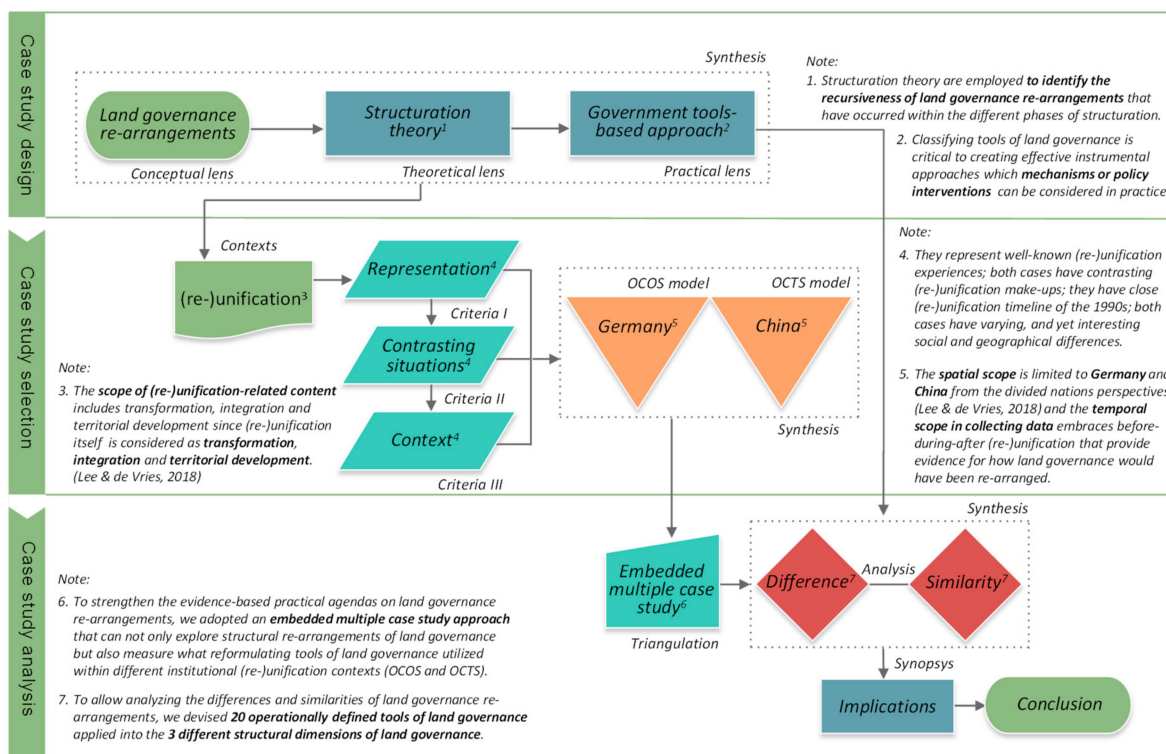 Case study design
Synthesis
Land governance
re-arrangements
Conceptual lens
Structuration
theory1
Theoretical lens
Government tools-
based approach2
Practical lens
Note:
1. Structuration theory are employed to identify the
recursiveness of land governance re-arrangements that
have occurred within the different phases of structuration.
2. Classifying tools of land governance is
critical to creating effective instrumental
approaches which mechanisms or policy
interventions can be considered in practice
Case study selection
Contexts
(re-)unification3
Note:
3. The scope of (re-)unification-related content
includes transformation, integration and
territorial development since (re-)unification
itself is considered as transformation,
integration and territorial development.
(Lee & de Vries, 2018)
Representation4
Criteria I
Contrasting
situations4
Criteria II
Context4
Criteria III
OCOS model
OCTS model
Germany5
China5
Synthesis
Note:
4. They represent well-known (re-)unification
experiences; both cases have contrasting
(re-)unification make-ups; they have close
(re-)unification timeline of the 1990s; both
cases have varying, and yet interesting
social and geographical differences.
5. The spatial scope is limited to Germany and
China from the divided nations perspectives
(Lee & de Vries, 2018) and the temporal
scope in collecting data embraces before-
during-after (re-)unification that provide
evidence for how land governance would
have been re-arranged.
Case study analysis
Note:
6. To strengthen the evidence-based practical agendas on land governance
re-arrangements, we adopted an embedded multiple case study approach
that can not only explore structural re-arrangements of land governance
but also measure what reformulating tools of land governance utilized
within different institutional (re-)unification contexts (OCOS and OCTS).
7. To allow analyzing the differences and similarities of land governance re-
arrangements, we devised 20 operationally defined tools of land governance
applied into the 3 different structural dimensions of land governance.
Embedded
multiple case
study6
Triangulation
Synthesis
Difference7
Analysis
Similarity7
Synopsys
Implications
Conclusion